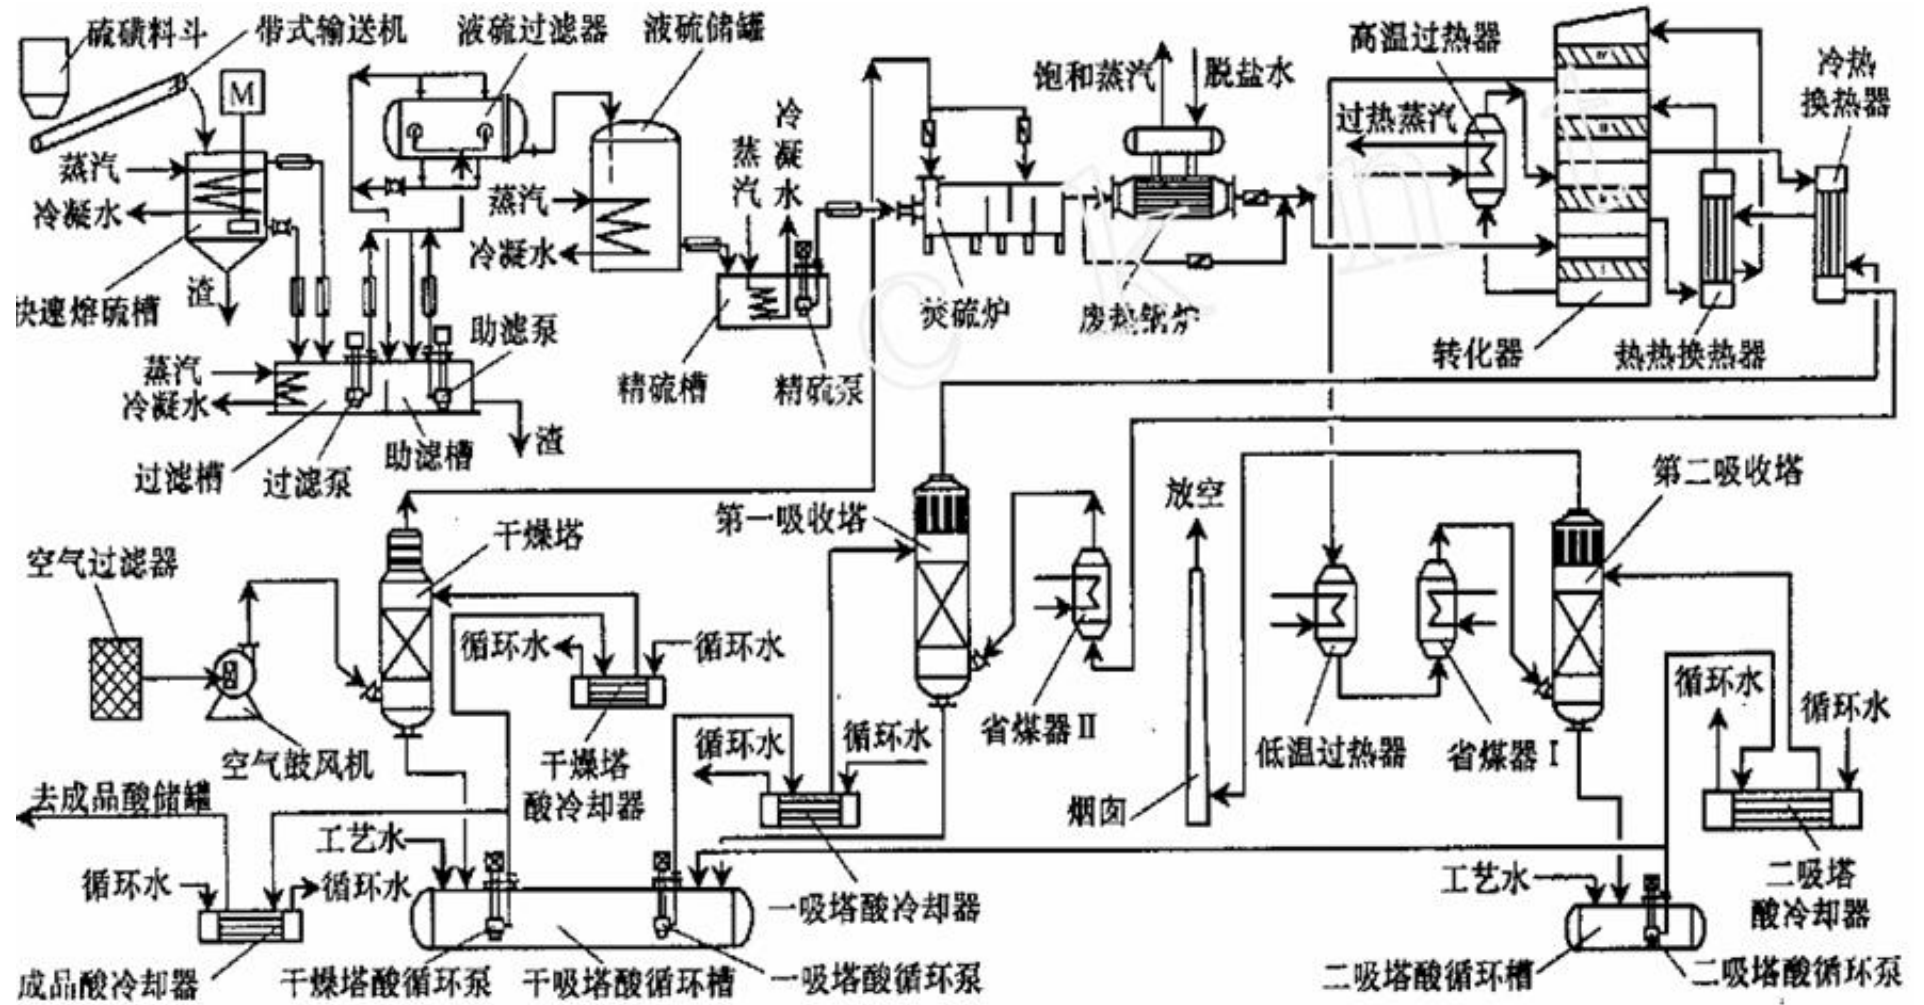 硫磺料斗
带式输送机
液硫过滤器
液硫储罐
M
蒸汽
冷凝水
快速熔硫槽
渣
蒸汽
冷凝水
过滤槽
过滤泵
助滤槽
助滤泵
渣
蒸汽
冷凝水
蒸汽
冷凝水
精硫槽
精硫泵
饱和蒸汽
脱盐水
焚硫炉
废热锅炉
高温过热器
过热蒸汽
转化器
冷热
换热器
热热换热器
空气过滤器
空气鼓风机
干燥塔
循环水
循环水
干燥塔
酸冷却器
第一吸收塔
循环水
循环水
一吸塔酸冷却器
省煤器Ⅱ
放空
烟囱
低温过热器
省煤器Ⅰ
第二吸收塔
循环水
循环水
二吸塔
酸冷却器
去成品酸储罐
循环水
循环水
成品酸冷却器
工艺水
干燥塔酸循环泵
干吸塔酸循环槽
一吸塔酸循环泵
工艺水
二吸塔酸循环槽
二吸塔酸循环泵